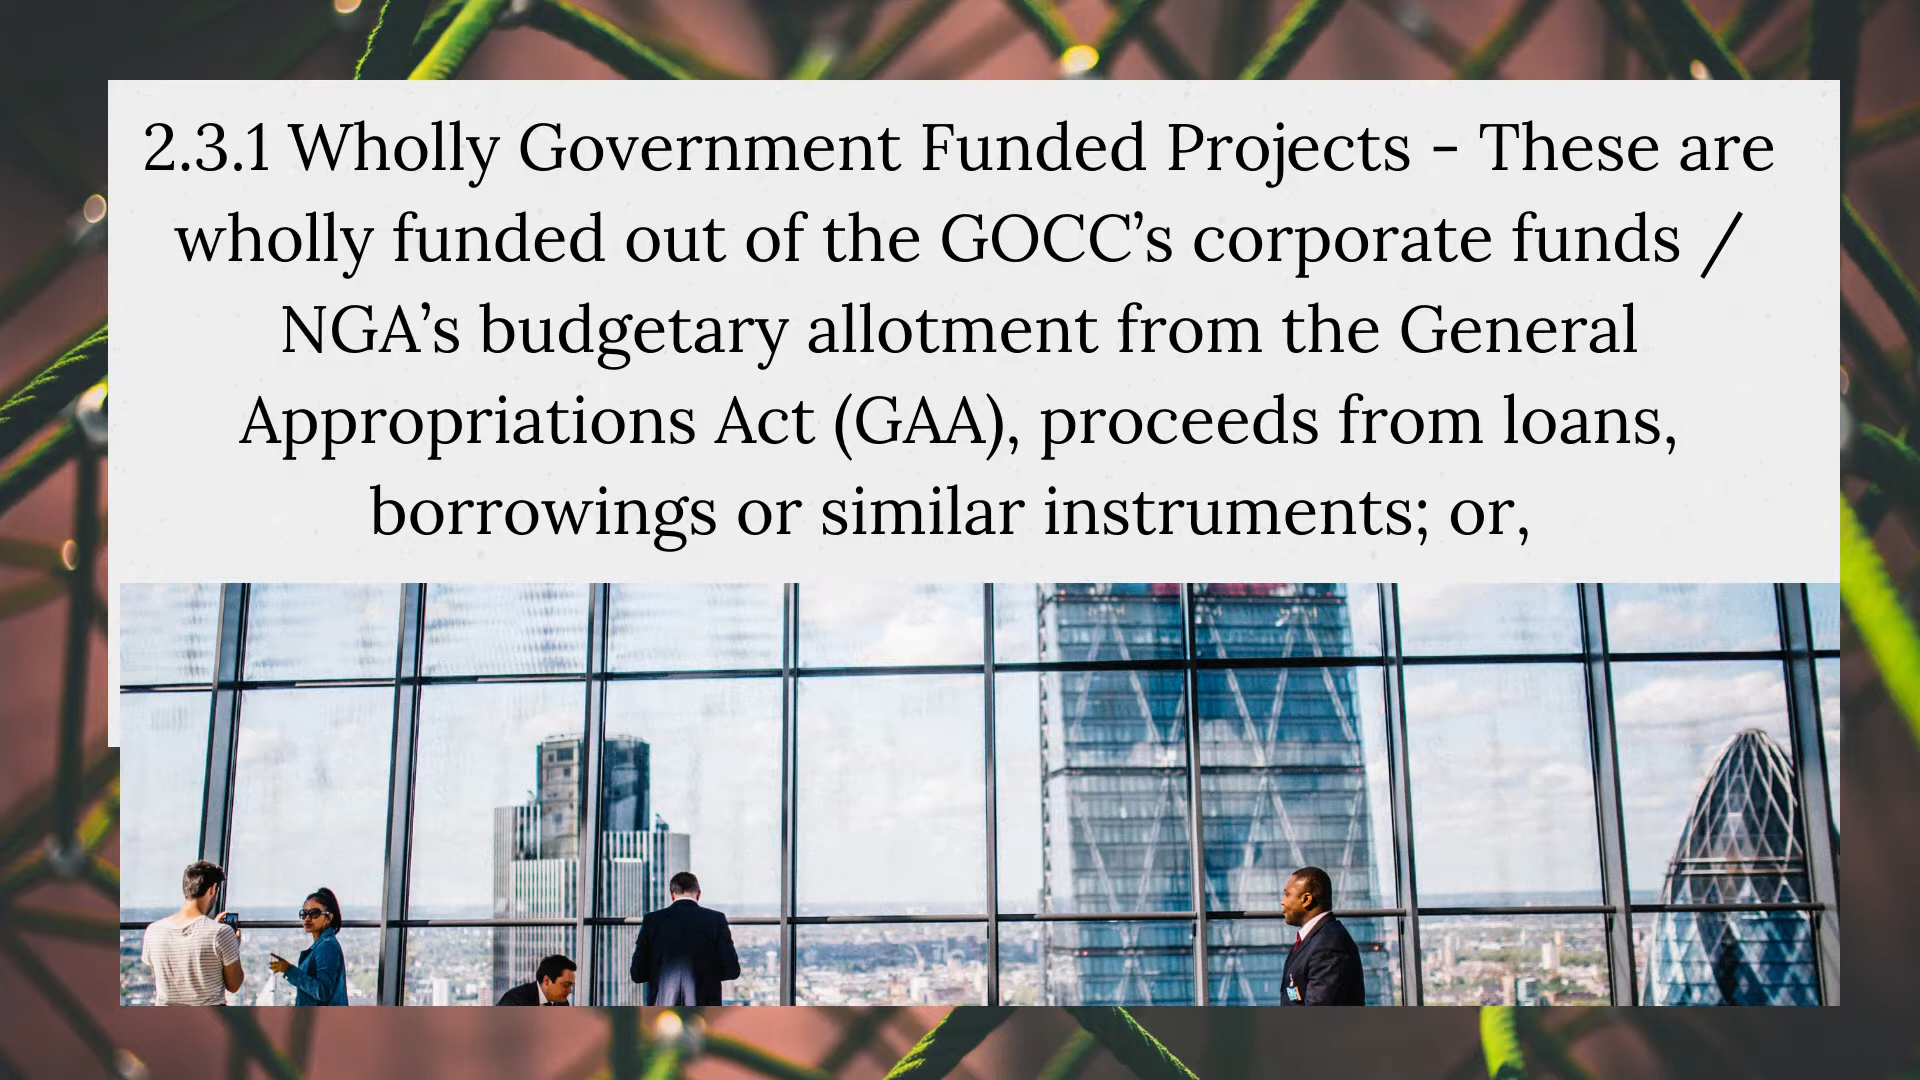 2.3.1 Wholly Government Funded Projects - These are
wholly funded out of the GOCC’s corporate funds /
NGA’s budgetary allotment from the General
Appropriations Act (GAA), proceeds from loans,
borrowings or similar instruments; or,